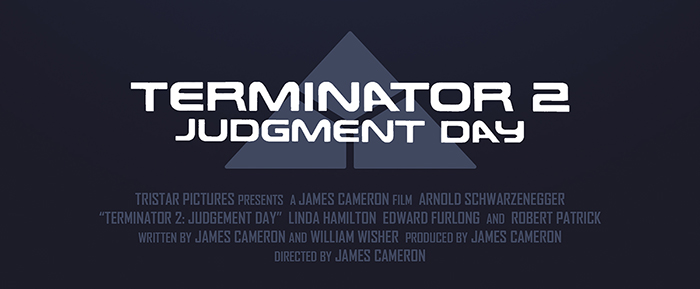 TERMINATOR 2
JUDGMENT DAY
TRISTAR PICTURES PRESENTS A JAMES CAMERON FILM ARNOLD SCHWARZENEGGER
“TERMINATOR 2: JUDGEMENT DAY” LINDA HAMILTON EDWARD FURLONG AND ROBERT PATRICK
WRITTEN BY JAMES CAMERON AND WILLIAM WISHER PRODUCED BY JAMES CAMERON
DIRECTED BY JAMES CAMERON